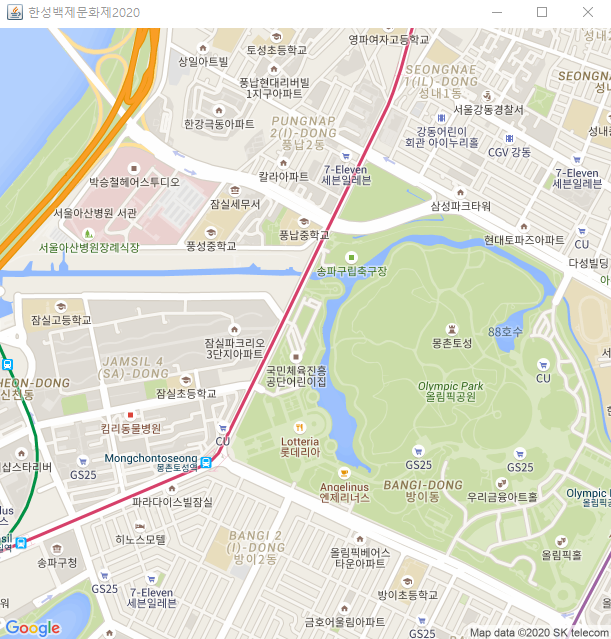 한성백제문화제2020
영파여자고등학교
토성초등학교
상일아트빌
성내2
SEONGNAE
1(IL)-DONG
성내1동
SEONG
풍납현대리버빌
1지구아파트
서울강동경찰서
한강극동아파트
PUNGNAP
2(I)-DONG
풍납2동
강동어린이
회관 아이누리홀
성내초
CGV 강동
7-Eleven
세븐일레븐
7-Eleven
세븐일레븐
박승철헤어스투디오
칼라아파트
잠실세무서
삼성파크타워
서울아산병원 서관
풍납중학교
현대토파즈아파트
CU
풍성중학교
서울아산병원장례식장
다성빌딩
송파구립축구장
아
잠실고등학교
88호수
잠실파크리오
3단지아파트
몽촌토성
JAMSIL 4
(SA)-DONG
국민체육진흥
공단어린이집
CU
CHEON-DONG
신천동
잠실초등학교
Olympic Park
올림픽공원
킴리동물병원
CU
Lotteria
롯데리아
Mongchontoseong
몽촌토성역
GS25
GS25
GS25
샵스타리버
Angelinus
엔제리너스
BANGI-DONG
방이동
우리금융아트홀
Olympic
올림픽공
파라다이스빌잠실
히노스모텔
BANGI 2
(I)-DONG
방이2동
올림픽베어스
타운아파트
올림픽홀
송파구청
GS25
7-Eleven
세븐일레븐
방이초등학교
금호어울림아파트
GS25
Google
Map data ©2020 SK telecom